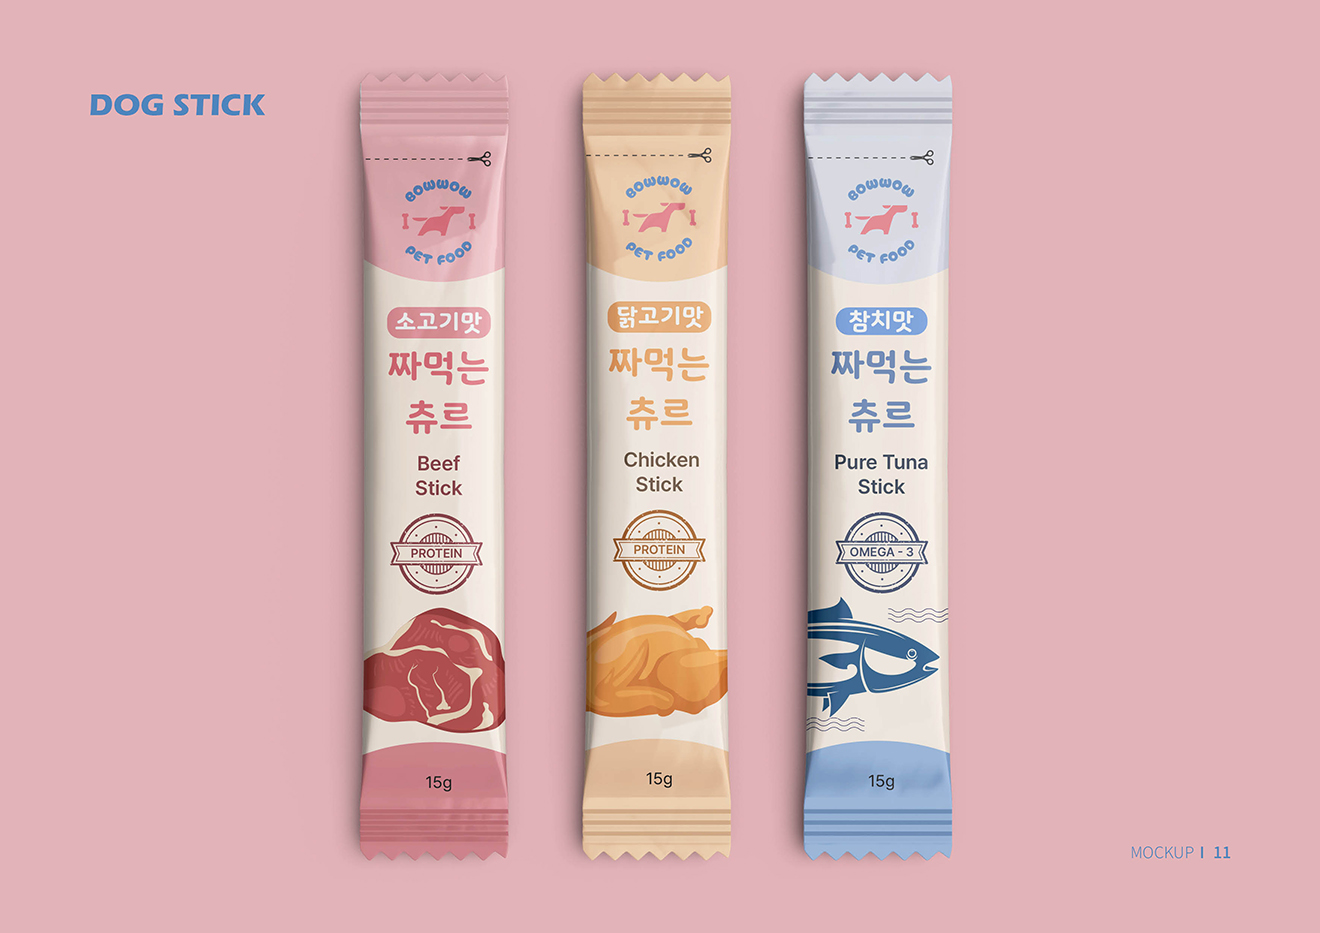 DOG STICK
BOWWOW
PET FOOD
소고기맛
짜먹는
츄르
Beef
Stick
PROTEIN
15g
BOWWOW
PET FOOD
닭고기맛
짜먹는
츄르
Chicken
Stick
PROTEIN
15g
BOWWOW
PET FOOD
참치맛
짜먹는
츄르
Pure Tuna
Stick
OMEGA - 3
15g
MOCKUP I 11